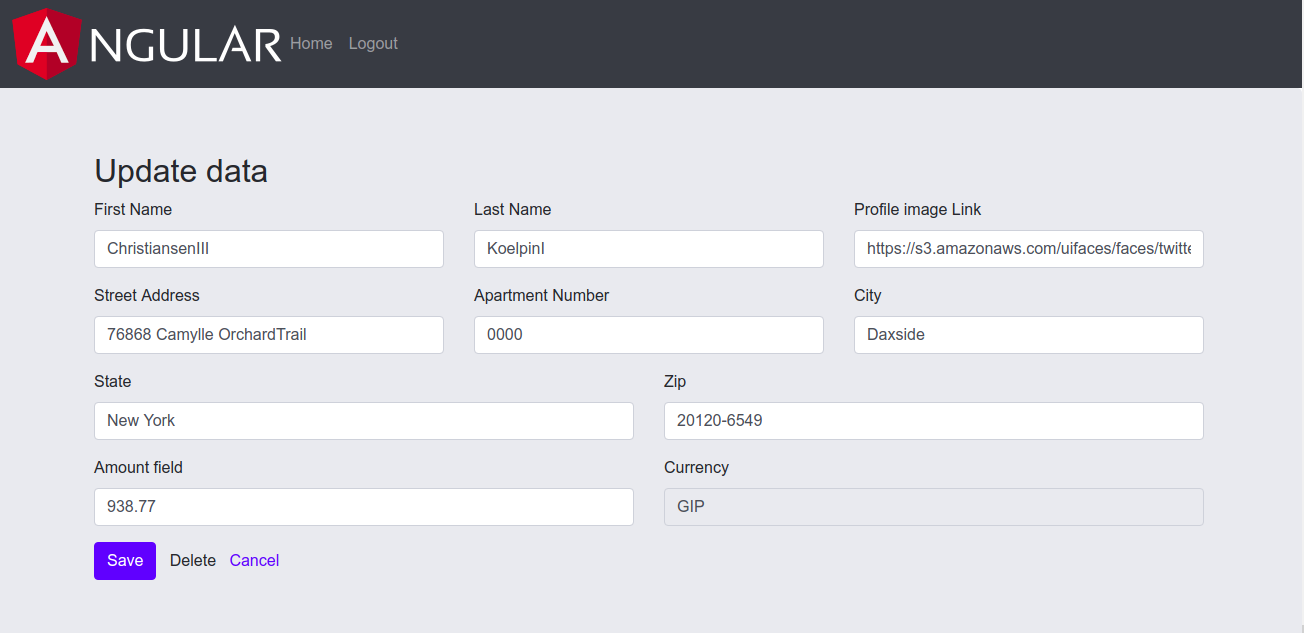 ANGULAR Home Logout
Update data
First Name Last Name Profile image Link
ChristiansenIII KoelpinI https://s3.amazonaws.com/uifaces/faces/twitte
Street Address Apartment Number City
76868 Camylle OrchardTrail 0000 Daxside
State Zip
New York 20120-6549
Amount field Currency
938.77 GIP
Save Delete Cancel